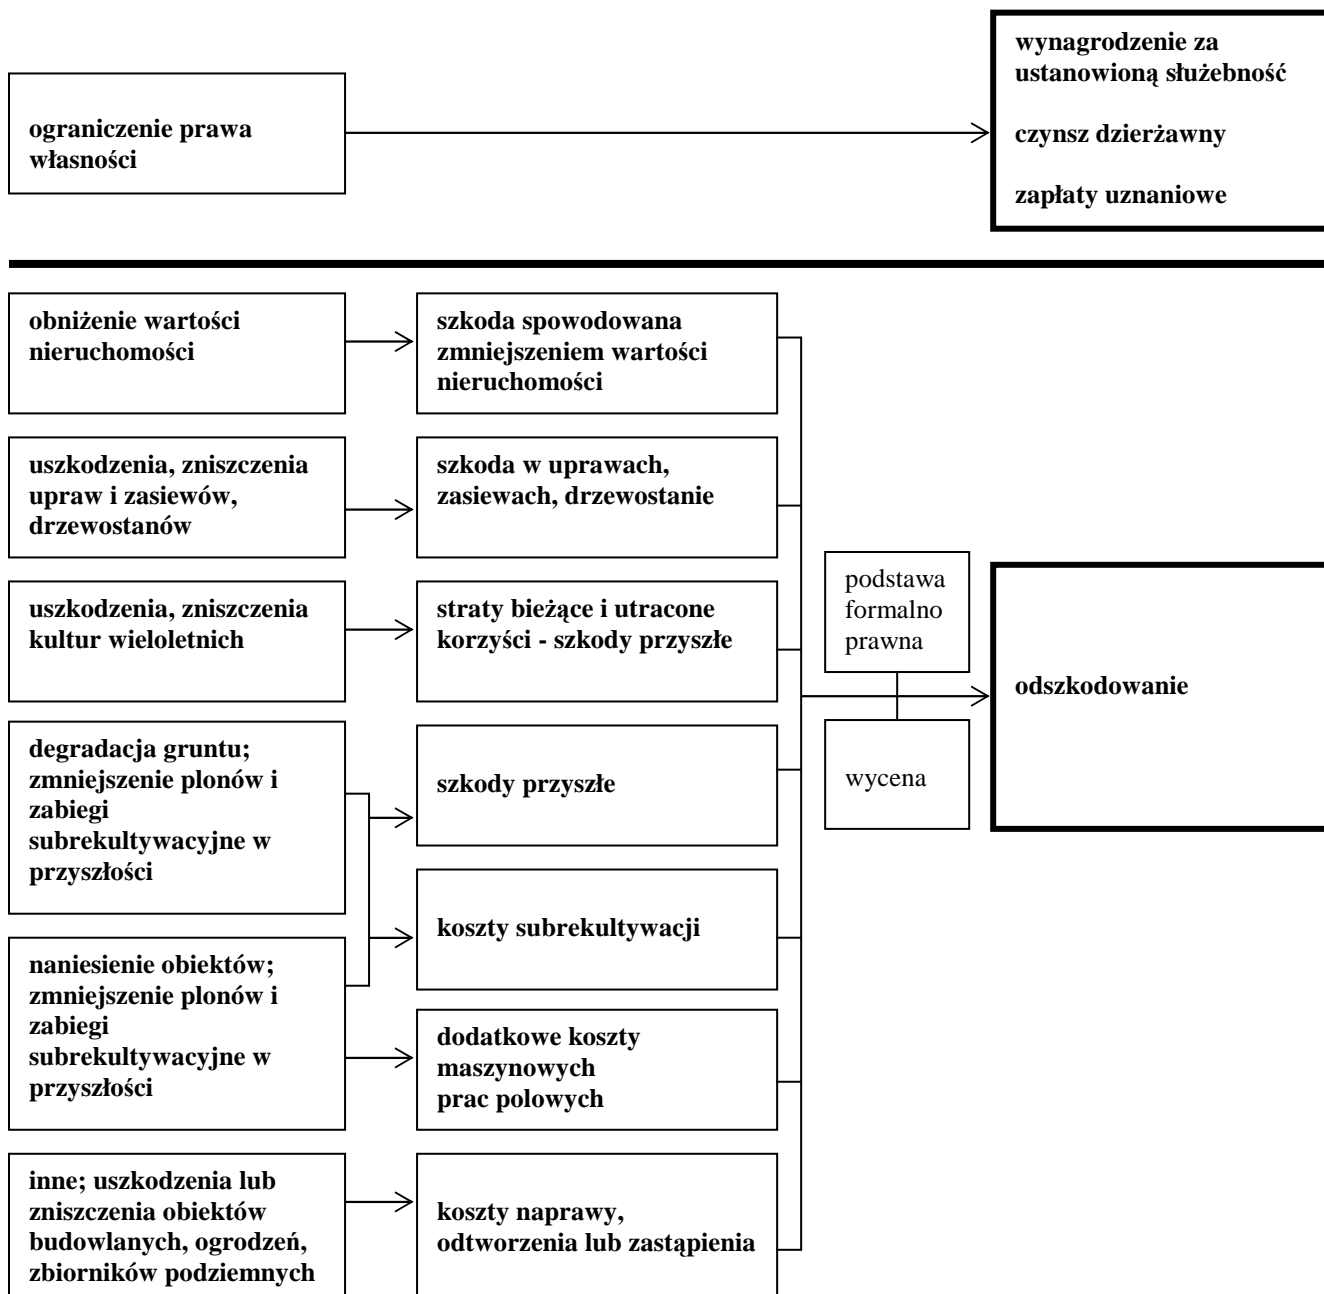 ograniczenie prawa
własności
wynagrodzenie za
ustanowioną służebność
czynsz dzierżawny
zapłaty uznaniowe
obniżenie wartości
nieruchomości
szkoda spowodowana
zmniejszeniem wartości
nieruchomości
uszkodzenia, zniszczenia
upraw i zasiewów,
drzewostanów
szkoda w uprawach,
zasiewach, drzewostanie
uszkodzenia, zniszczenia
kultur wieloletnich
straty bieżące i utracone
korzyści - szkody przyszłe
degradacja gruntu;
zmniejszenie plonów i
zabiegi
subrekultywacyjne w
przyszłości
szkody przyszłe
koszty subrekultywacji
naniesienie obiektów;
zmniejszenie plonów i
zabiegi
subrekultywacyjne w
przyszłości
dodatkowe koszty
maszynowych
prac polowych
inne; uszkodzenia lub
zniszczenia obiektów
budowlanych, ogrodzeń,
zbiorników podziemnych
koszty naprawy,
odtworzenia lub zastąpienia
podstawa
formalno
prawna
wycena
odszkodowanie